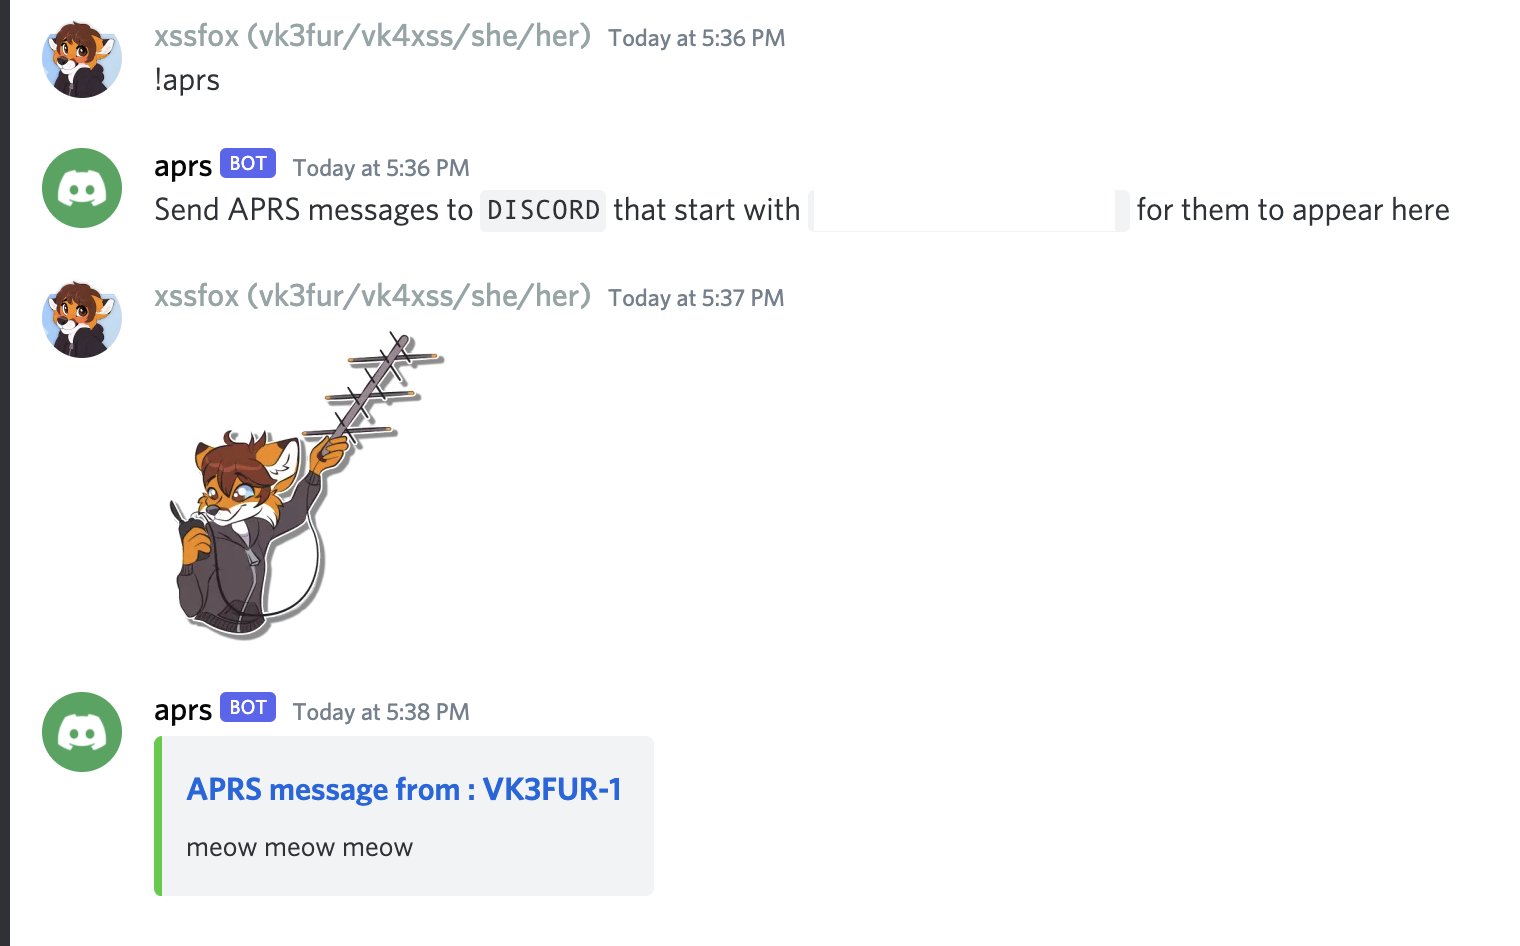 xssfox (vk3fur/vk4xss/she/her) Today at 5:36 PM
!aprs
aprs BOT Today at 5:36 PM
Send APRS messages to DISCORD that start with for them to appear here
xssfox (vk3fur/vk4xss/she/her) Today at 5:37 PM
aprs BOT Today at 5:38 PM
APRS message from : VK3FUR-1
meow meow meow